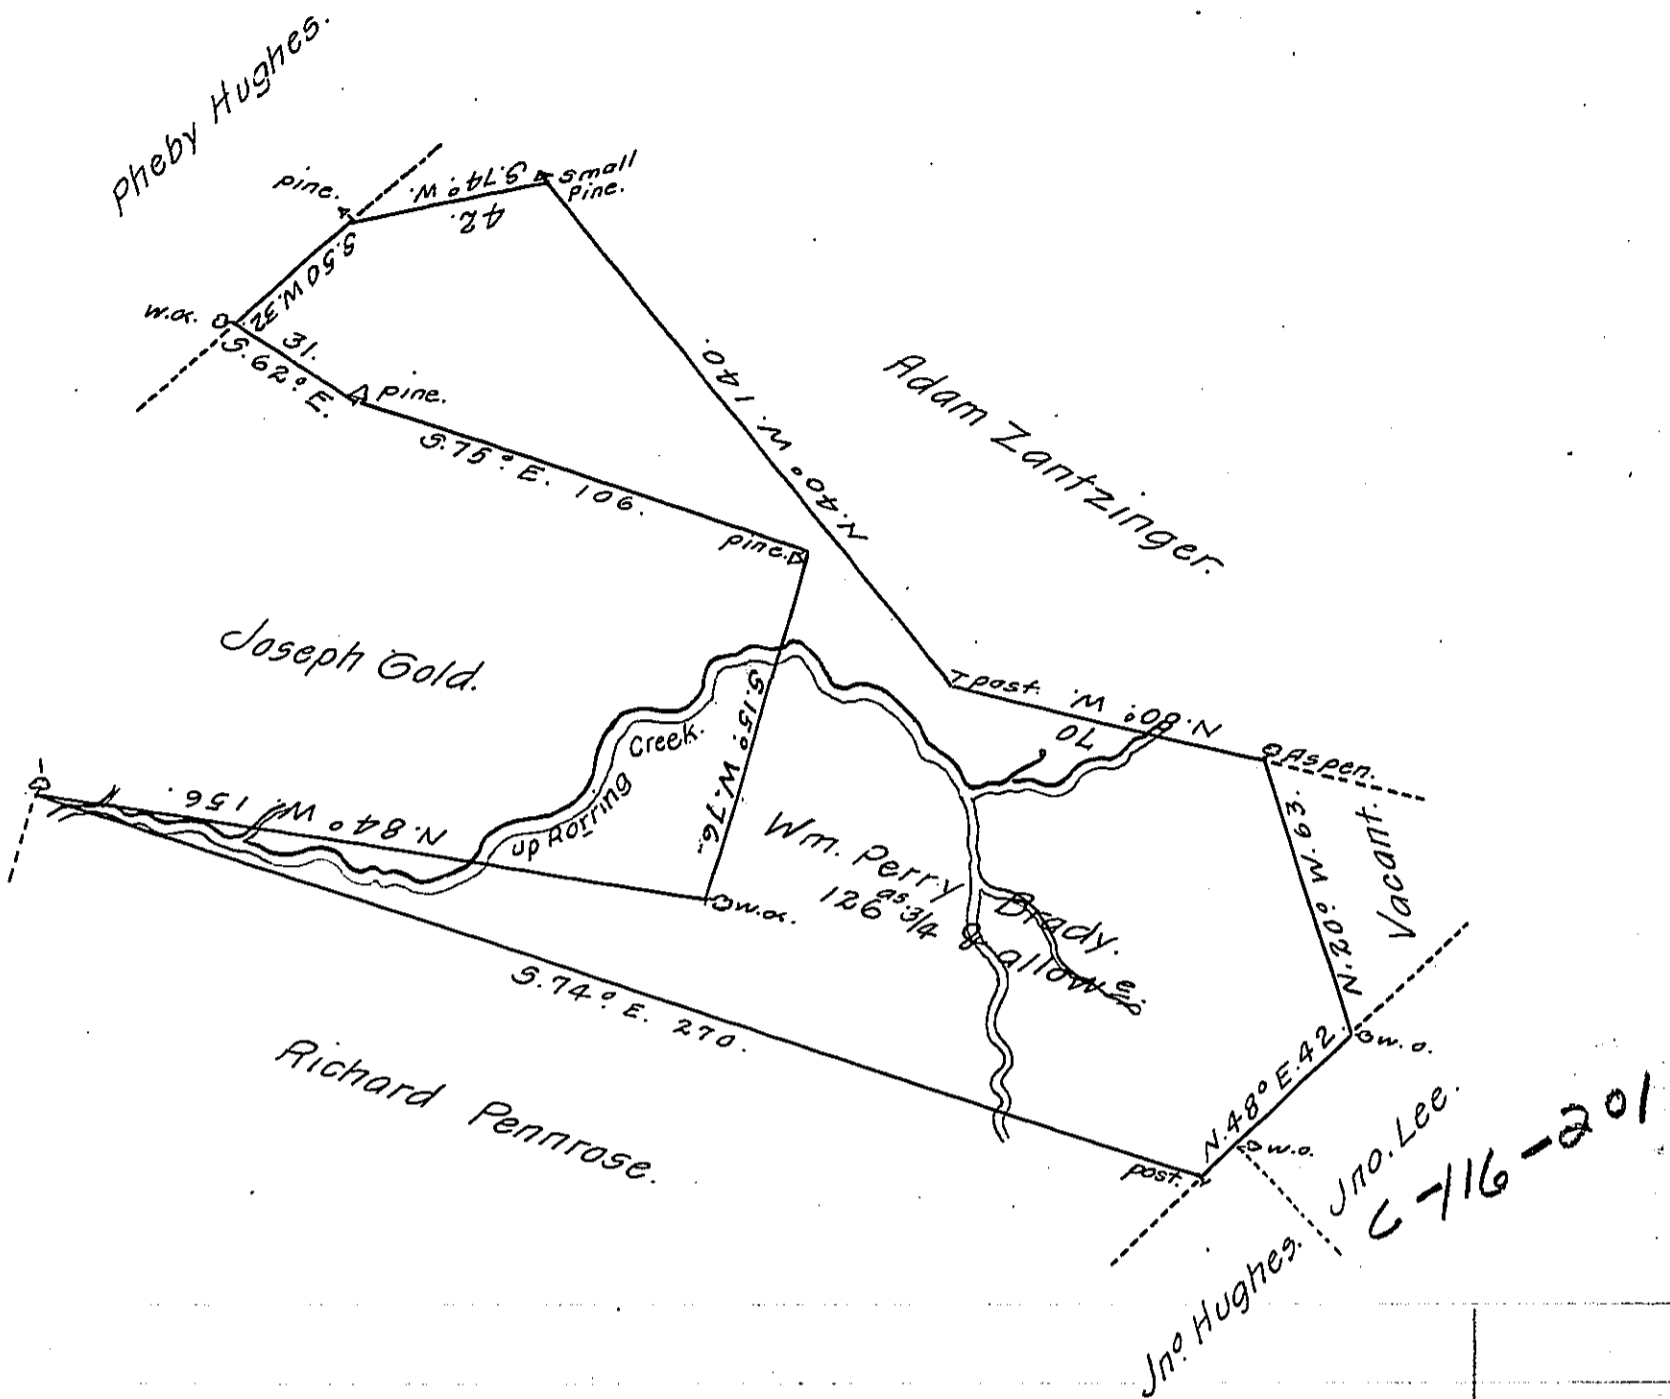 Pheby Hughes.
pine.
S.74° W.
42.
small
Pine.
S.50 W.32.
w.o.
31.
S.62° E.
pine.
S.75° E. 106.
N.40° W. 140.
Adam Zantzinger.
pine.
Joseph Gold.
S.15° W. 76.
post.
N.80° W.
70
Aspen.
Creek.
up Rorring
N.84° W. 156.
w.o.
Wm. Perry Brady.
126 as. 3/4 allowce
N.20° W. 63.
Vacant.
S.74° E. 270.
w.o.
N.48° E. 42.
Richard Pennrose.
w.o.
post.
Jno. Lee.
C-116-201
Jno. Hughes.